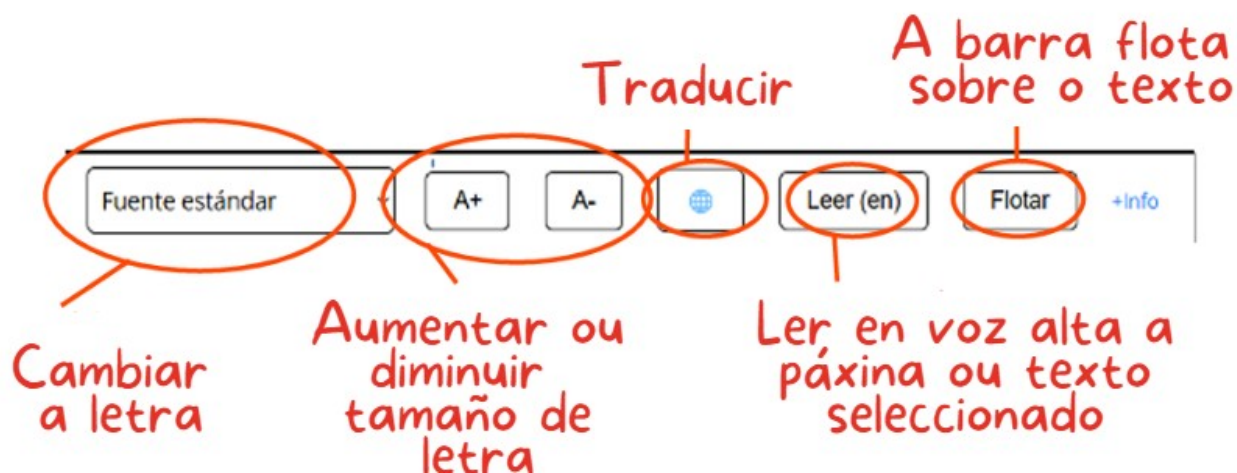 A barra flota
sobre o texto
Traducir
Fuente estándar
A+
A-
Leer (en)
Flotar
+Info
Cambiar
a letra
Aumentar ou
diminuir
tamaño de
letra
Ler en voz alta a
páxina ou texto
seleccionado